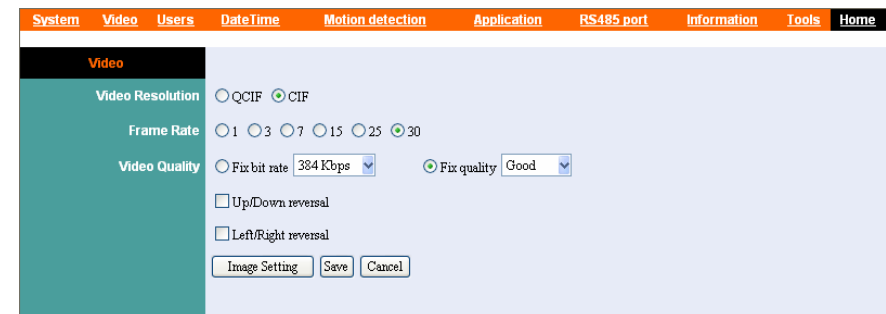 System Video Users DateTime Motion detection Application RS485 port Information Tools Home
Video
Video Resolution QCIF CIF
Frame Rate 1 3 7 15 25 30
Video Quality Fix bit rate 384 Kbps Fix quality Good
Up/Down reversal
Left/Right reversal
Image Setting Save Cancel